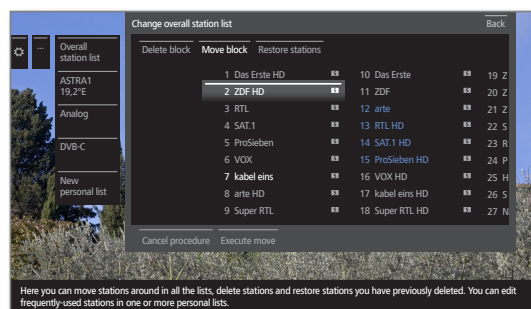 Change overall station list
Back
...
Overall station list
ASTRA1 19,2°E
Analog
DVB-C
New personal list
Delete block Move block Restore stations
1 Das Erste HD
2 ZDF HD
3 RTL
4 SAT.1
5 ProSieben
6 VOX
7 kabel eins
8 arte HD
9 Super RTL
10 Das Erste
11 ZDF
12 arte
13 RTL HD
14 SAT.1 HD
15 ProSieben HD
16 VOX HD
17 kabel eins HD
18 Super RTL HD
19 Z
20 Z
21 Z
22 S
23 R
24 P
25 H
26 S
27 N
Cancel procedure Execute move
Here you can move stations around in all the lists, delete stations and restore stations you have previously deleted. You can edit
frequently-used stations in one or more personal lists.